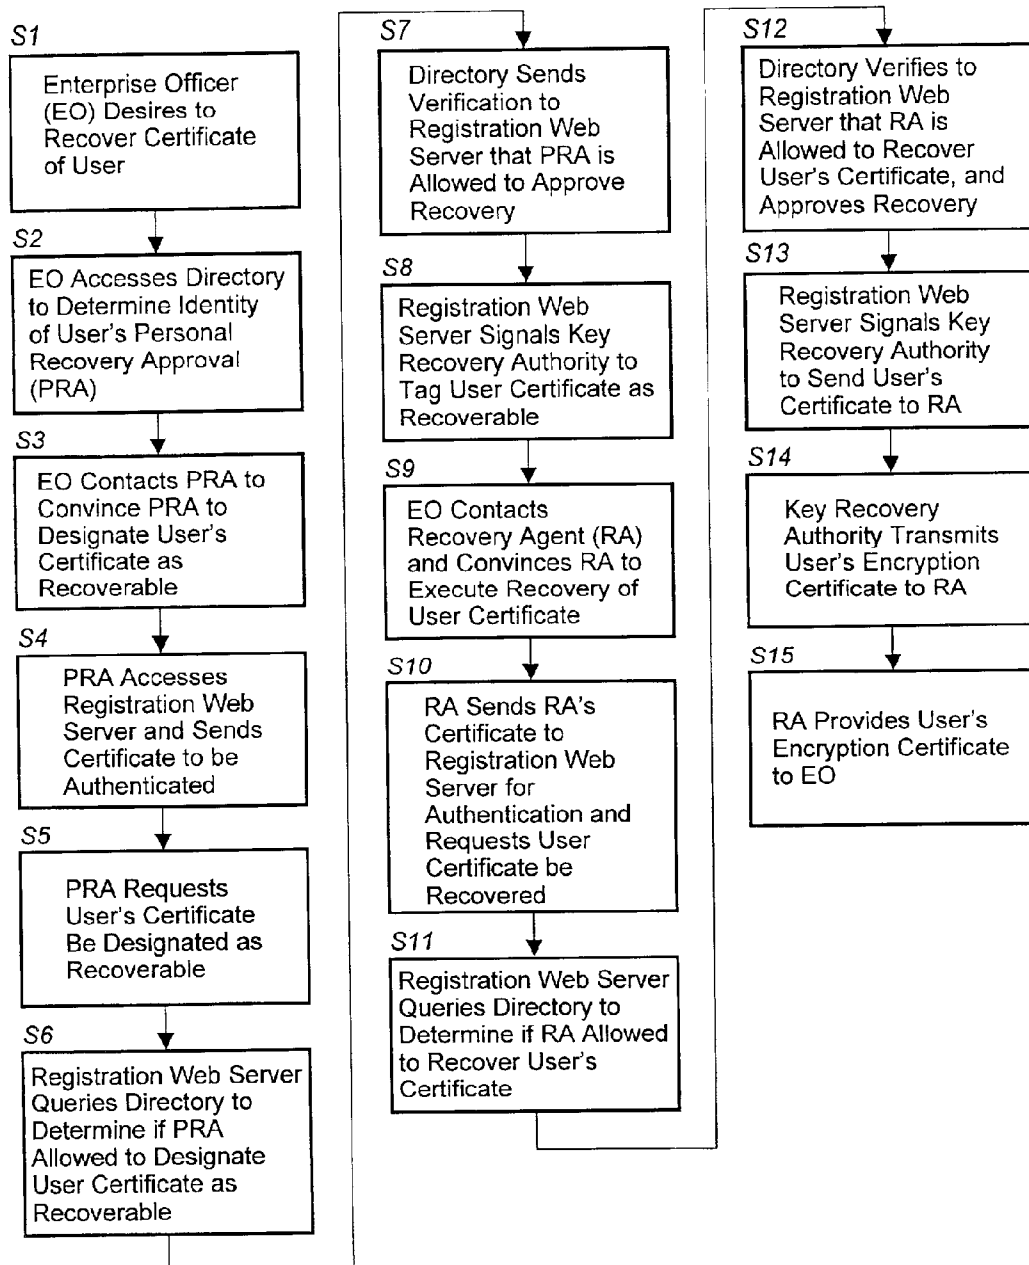 S1
Enterprise Officer
(EO) Desires to
Recover Certificate
of User
S2
EO Accesses Directory
to Determine Identity
of User's Personal
Recovery Approval
(PRA)
S3
EO Contacts PRA to
Convince PRA to
Designate User's
Certificate as
Recoverable
S4
PRA Accesses
Registration Web
Server and Sends
Certificate to be
Authenticated
S5
PRA Requests
User's Certificate
Be Designated as
Recoverable
S6
Registration Web Server
Queries Directory to
Determine if PRA
Allowed to Designate
User Certificate as
Recoverable
S7
Directory Sends
Verification to
Registration Web
Server that PRA is
Allowed to Approve
Recovery
S8
Registration Web
Server Signals Key
Recovery Authority to
Tag User Certificate as
Recoverable
S9
EO Contacts
Recovery Agent (RA)
and Convinces RA to
Execute Recovery of
User Certificate
S10
RA Sends RA's
Certificate to
Registration Web
Server for
Authentication and
Requests User
Certificate be
Recovered
S11
Registration Web Server
Queries Directory to
Determine if RA Allowed
to Recover User's
Certificate
S12
Directory Verifies to
Registration Web
Server that RA is
Allowed to Recover
User's Certificate, and
Approves Recovery
S13
Registration Web
Server Signals Key
Recovery Authority
to Send User's
Certificate to RA
S14
Key Recovery
Authority Transmits
User's Encryption
Certificate to RA
S15
RA Provides User's
Encryption Certificate
to EO